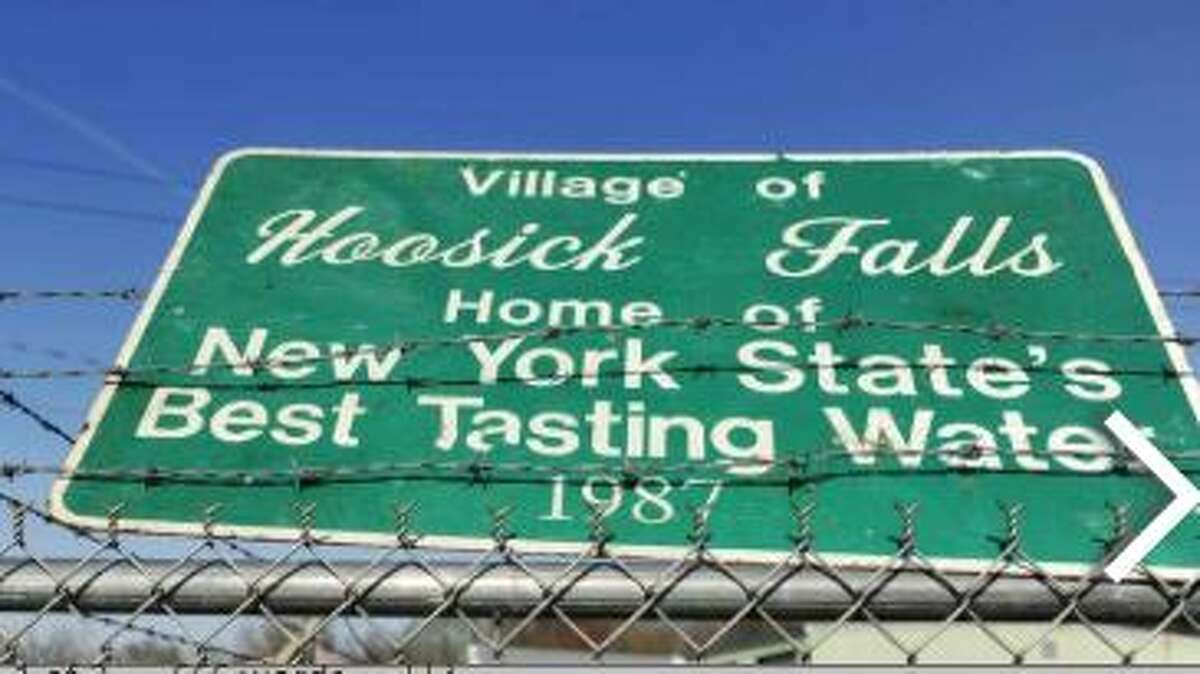 Village of
Hoosick Falls
Home of
New York State's
Best Tasting Water
1987